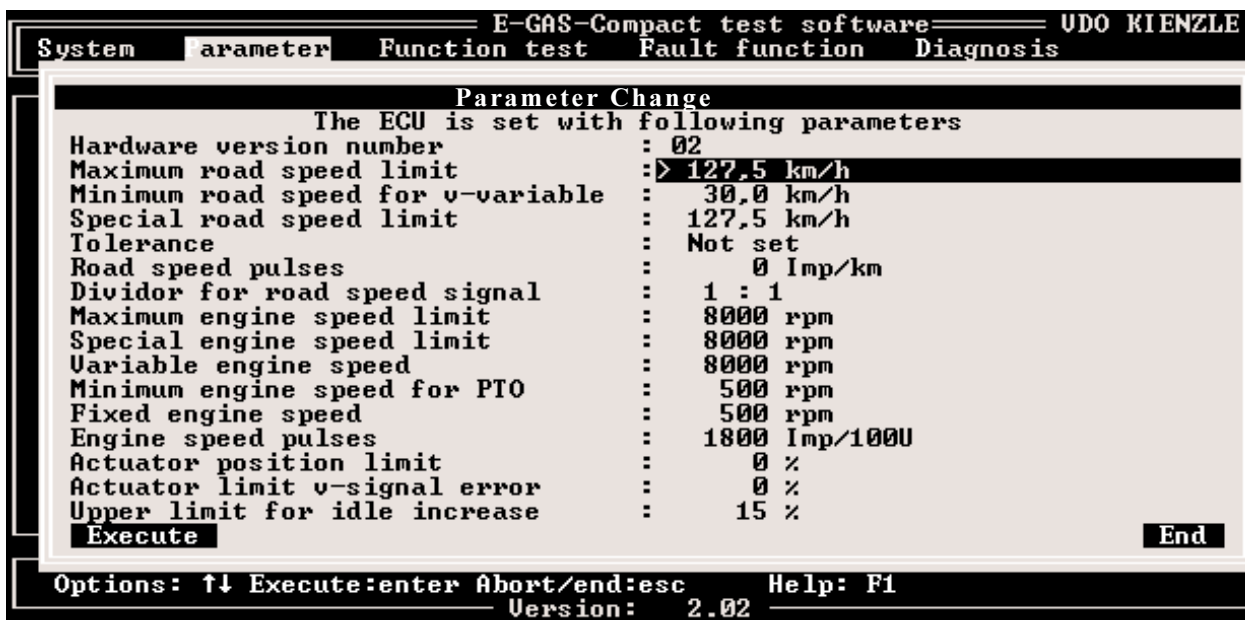 E-GAS-Compact test software VDO KIENZLE
System Parameter Function test Fault function Diagnosis
Parameter Change
The ECU is set with following parameters
Hardware version number : 02
Maximum road speed limit :> 127,5 km/h
Minimum road speed for v-variable : 30,0 km/h
Special road speed limit : 127,5 km/h
Tolerance : Not set
Road speed pulses : 0 Imp/km
Dividor for road speed signal : 1 : 1
Maximum engine speed limit : 8000 rpm
Special engine speed limit : 8000 rpm
Variable engine speed : 8000 rpm
Minimum engine speed for PTO : 500 rpm
Fixed engine speed : 500 rpm
Engine speed pulses : 1800 Imp/100U
Actuator position limit : 0 %
Actuator limit v-signal error : 0 %
Upper limit for idle increase : 15 %
Execute End
Options: ↑↓ Execute:enter Abort/end:esc Help: F1
Version: 2.02